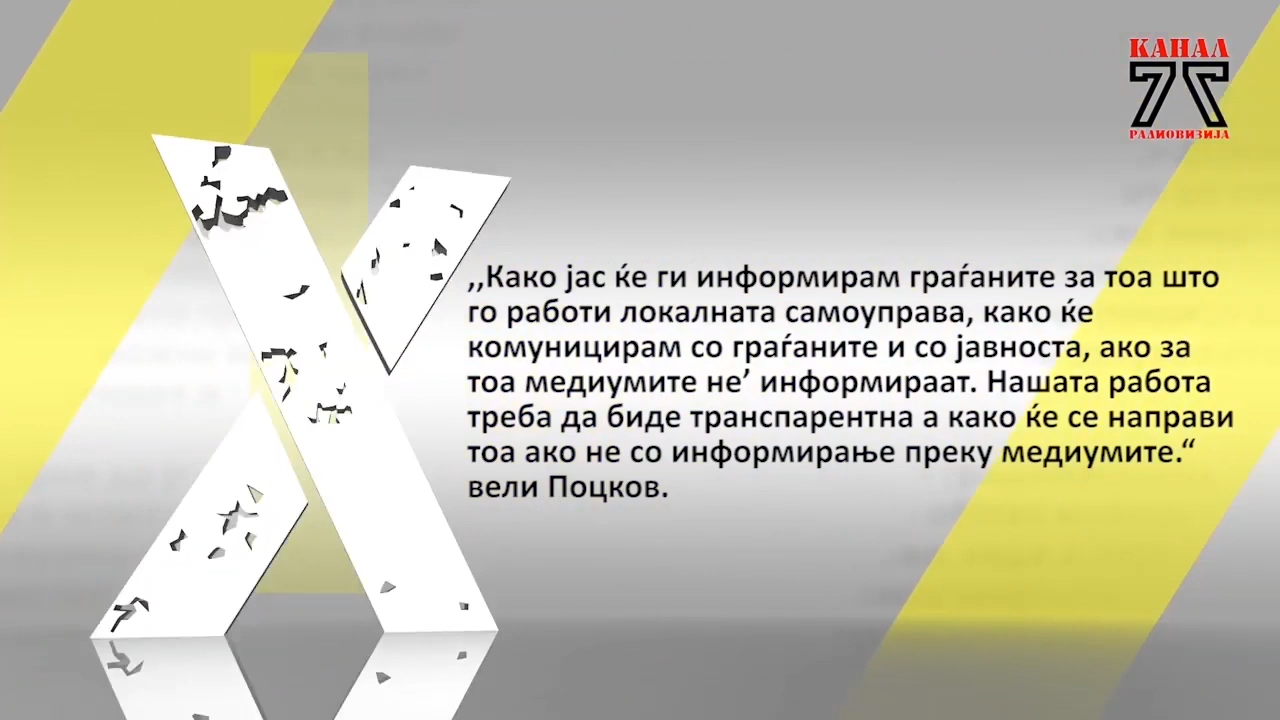 КАНАЛ
77
РАДИОВИЗИЈА
,,Како јас ќе ги информирам граѓаните за тоа што
го работи локалната самоуправа, како ќе
комуницирам со граѓаните и со јавноста, ако за
тоа медиумите не’ информираат. Нашата работа
треба да биде транспарентна а како ќе се направи
тоа ако не со информирање преку медиумите.“
вели Поцков.